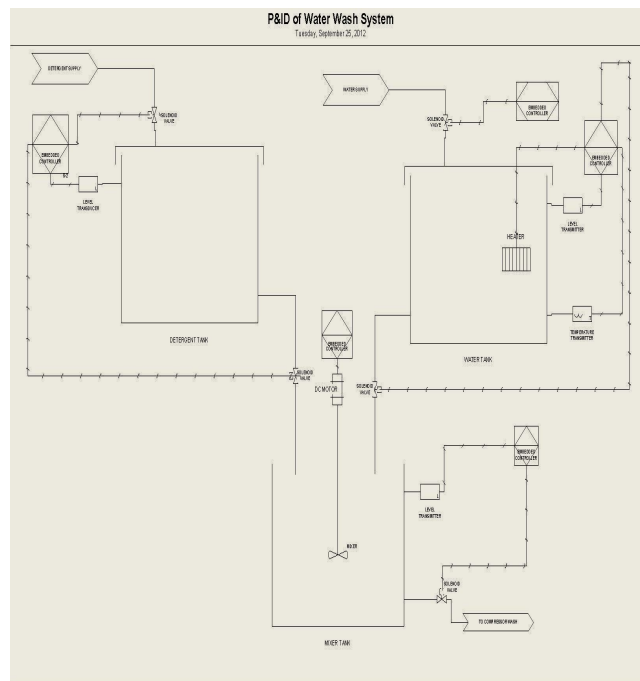 P&ID of Water Wash System
Tuesday, September 25, 2012
DETERGENT SUPPLY
WATER SUPPLY
SOLENOID
VALVE
EMBEDDED
CONTROLLER
SOLENOID
VALVE
EMBEDDED
CONTROLLER
EMBEDDED
CONTROLLER
LEVEL
L
LEVEL
TRANSMITTER
HEATER
TEMPERATURE
TRANSMITTER
DETERGENT TANK
WATER TANK
EMBEDDED
CONTROLLER
SOLENOID
VALVE
DC MOTOR
SOLENOID
VALVE
EMBEDDED
CONTROLLER
L
LEVEL
TRANSMITTER
MIXER
SOLENOID
VALVE
TO COMPRESSOR WASH
MIXER TANK